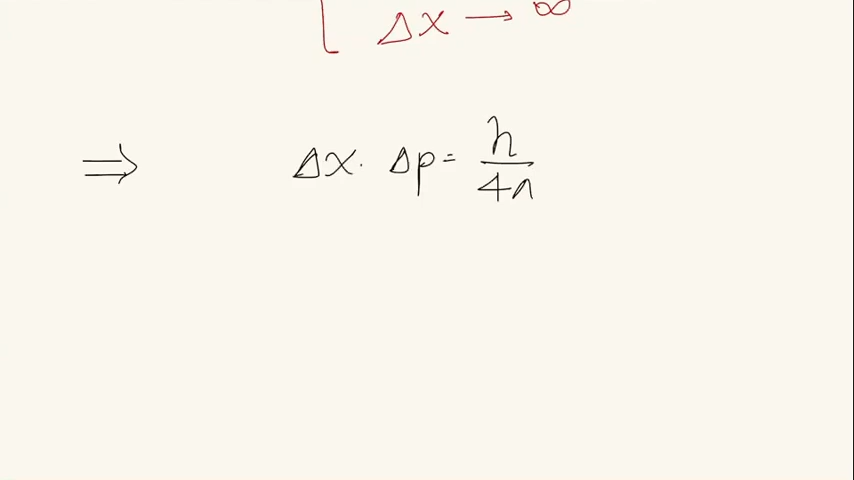 Δx → ∞
⇒ Δx · Δp = h / 4π